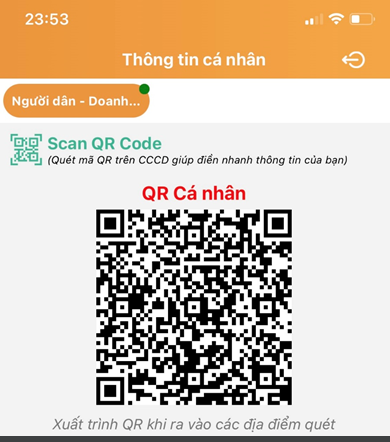 23:53
Thông tin cá nhân
Người dân - Doanh...
Scan QR Code
(Quét mã QR trên CCCD giúp điền nhanh thông tin của bạn)
QR Cá nhân
Xuất trình QR khi ra vào các địa điểm quét